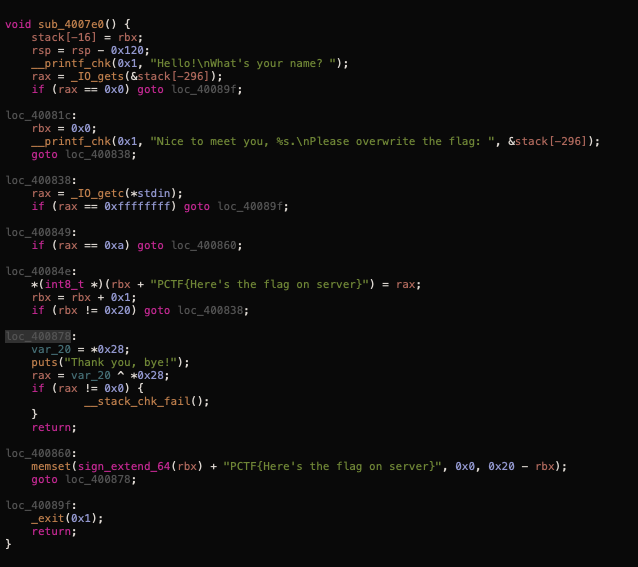 void sub_4007e0() {
    stack[-16] = rbx;
    rsp = rsp - 0x120;
    __printf_chk(0x1, "Hello!\nWhat's your name? ");
    rax = _IO_gets(&stack[-296]);
    if (rax == 0x0) goto loc_40089f;

loc_40081c:
    rbx = 0x0;
    __printf_chk(0x1, "Nice to meet you, %s.\nPlease overwrite the flag: ", &stack[-296]);
    goto loc_400838;

loc_400838:
    rax = _IO_getc(*stdin);
    if (rax == 0xffffffff) goto loc_40089f;

loc_400849:
    if (rax == 0xa) goto loc_400860;

loc_40084e:
    *(int8_t *)(rbx + "PCTF{Here's the flag on server}") = rax;
    rbx = rbx + 0x1;
    if (rbx != 0x20) goto loc_400838;

loc_400878:
    var_20 = *0x28;
    puts("Thank you, bye!");
    rax = var_20 ^ *0x28;
    if (rax != 0x0) {
            __stack_chk_fail();
    }
    return;

loc_400860:
    memset(sign_extend_64(rbx) + "PCTF{Here's the flag on server}", 0x0, 0x20 - rbx);
    goto loc_400878;

loc_40089f:
    _exit(0x1);
    return;
}